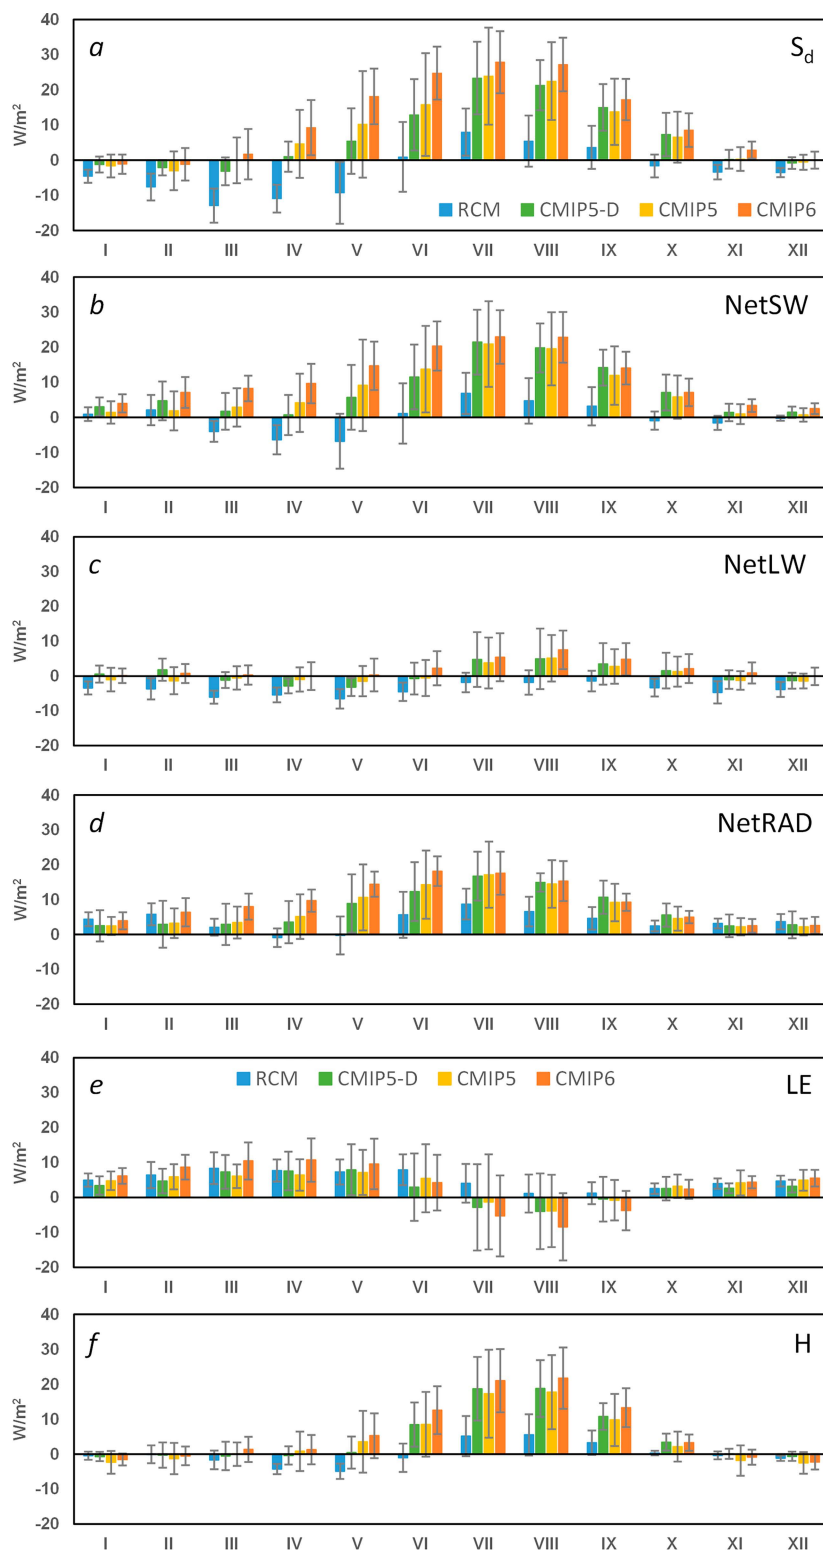 40
a
S_d
30
20
W/m²
10
0
-10
RCM CMIP5-D CMIP5 CMIP6
-20
I II III IV V VI VII VIII IX X XI XII
40
b
NetSW
30
20
W/m²
10
0
-10
-20
I II III IV V VI VII VIII IX X XI XII
40
c
NetLW
30
20
W/m²
10
0
-10
-20
I II III IV V VI VII VIII IX X XI XII
40
d
NetRAD
30
20
W/m²
10
0
-10
-20
I II III IV V VI VII VIII IX X XI XII
40
e
RCM CMIP5-D CMIP5 CMIP6
LE
30
20
W/m²
10
0
-10
-20
I II III IV V VI VII VIII IX X XI XII
40
f
H
30
20
W/m²
10
0
-10
-20
I II III IV V VI VII VIII IX X XI XII